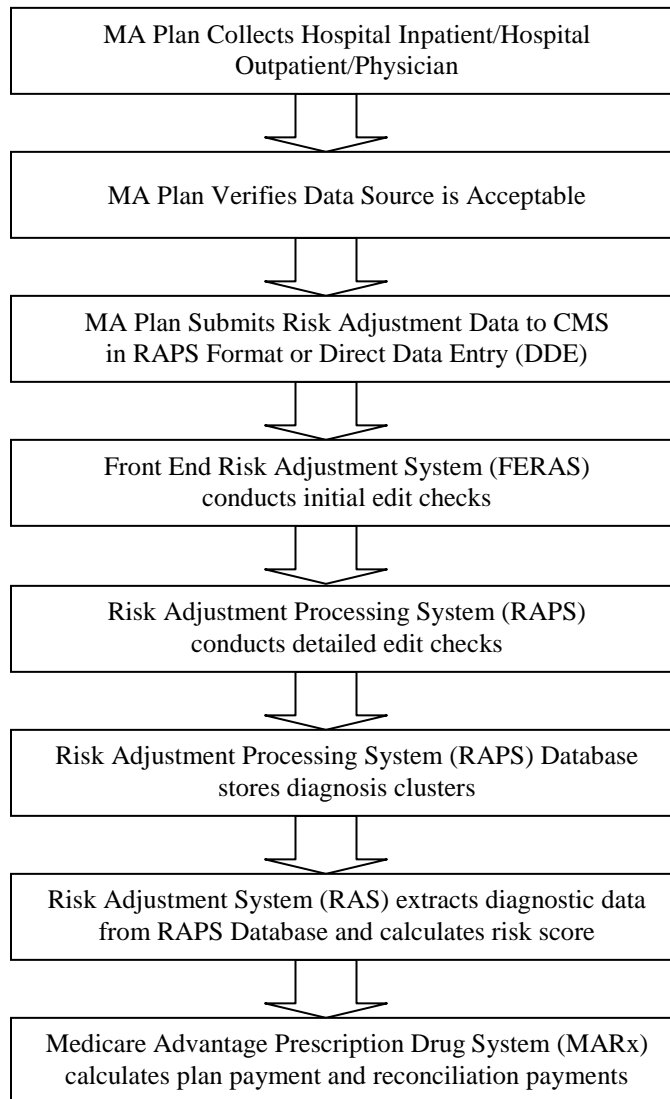 MA Plan Collects Hospital Inpatient/Hospital
Outpatient/Physician
MA Plan Verifies Data Source is Acceptable
MA Plan Submits Risk Adjustment Data to CMS
in RAPS Format or Direct Data Entry (DDE)
Front End Risk Adjustment System (FERAS)
conducts initial edit checks
Risk Adjustment Processing System (RAPS)
conducts detailed edit checks
Risk Adjustment Processing System (RAPS) Database
stores diagnosis clusters
Risk Adjustment System (RAS) extracts diagnostic data
from RAPS Database and calculates risk score
Medicare Advantage Prescription Drug System (MARx)
calculates plan payment and reconciliation payments